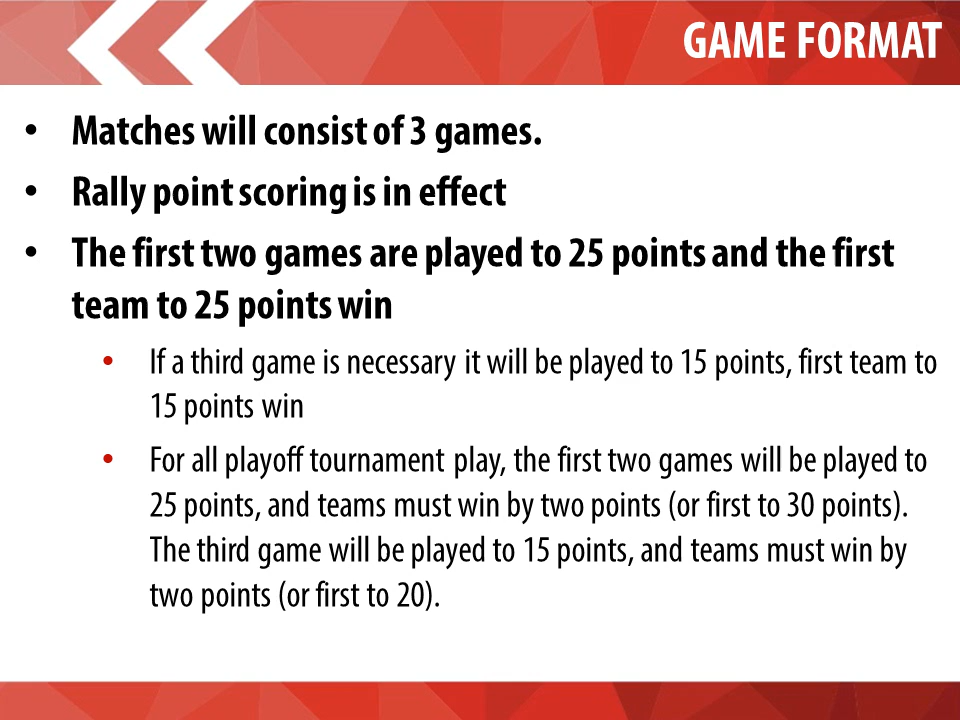 GAME FORMAT
• Matches will consist of 3 games.
• Rally point scoring is in effect
• The first two games are played to 25 points and the first
team to 25 points win
• If a third game is necessary it will be played to 15 points, first team to
15 points win
• For all playoff tournament play, the first two games will be played to
25 points, and teams must win by two points (or first to 30 points).
The third game will be played to 15 points, and teams must win by
two points (or first to 20).